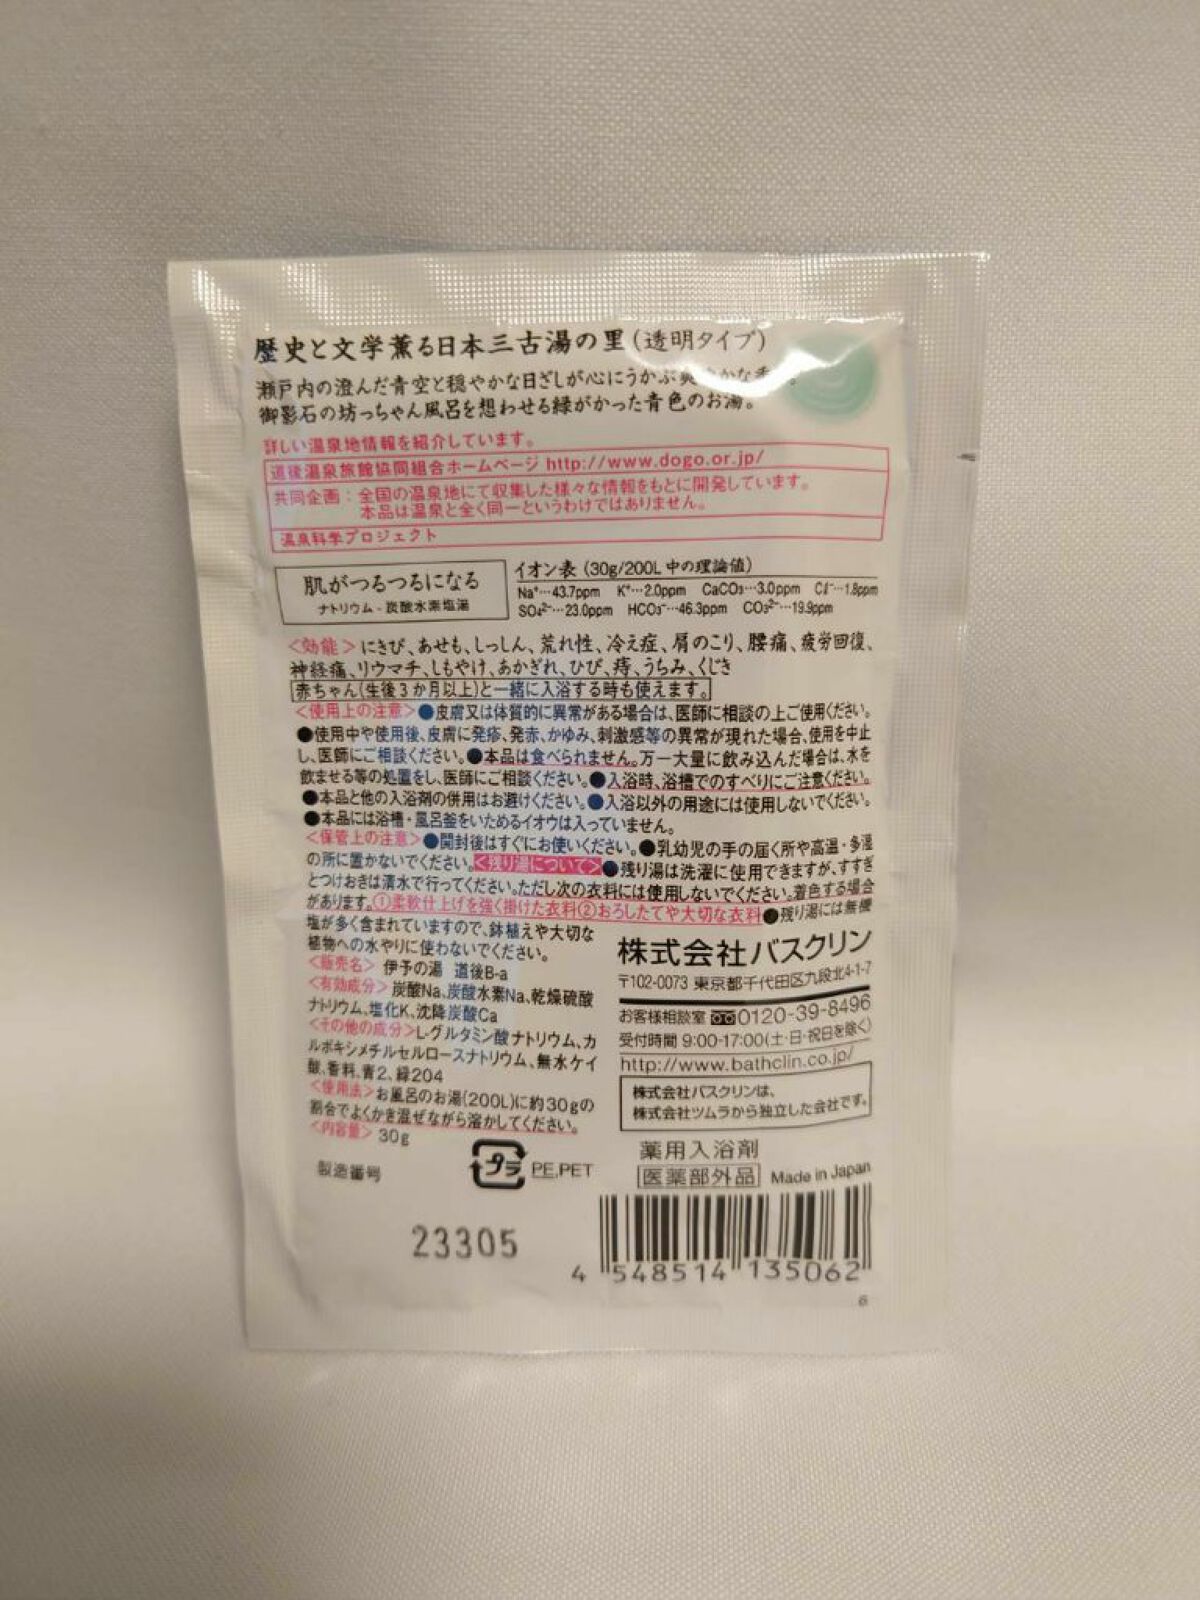 歴史と文学薫る日本三古湯の里(透明タイプ)
瀬戸内の澄んだ青空と穏やかな日ざしが心にうかぶ
御影石の坊っちゃん風呂を想わせる緑がかった青色のお湯。
詳しい温泉地情報を紹介しています。
道後温泉旅館協同組合ホームページ http://www.dogo.or.jp/
共同企画:全国の温泉地にて収集した様々な情報をもとに開発しています。
本品は温泉と全く同一というわけではありません。
温泉科学プロジェクト
肌がつるつるになる
ナトリウム-炭酸水素塩湯
イオン表(30g/200L中の理論値)
Na⁺…43.7ppm K⁺…2.0ppm CaCO₃…3.0ppm Cl⁻…1.8ppm
SO₄²⁻…23.0ppm HCO₃⁻…46.3ppm CO₃²⁻…19.9ppm
<効能>にきび、あせも、しっしん、荒れ性、冷え症、肩のこり、腰痛、疲労回復、
神経痛、リウマチ、しもやけ、あかぎれ、ひび、痔、うちみ、くじき
赤ちゃん(生後3か月以上)と一緒に入浴する時も使えます。
<使用上の注意>●皮膚又は体質的に異常がある場合は、医師に相談の上ご使用ください。
●使用中や使用後、皮膚に発疹、発赤、かゆみ、刺激感等の異常が現れた場合、使用を中止
し、医師にご相談ください。●本品は食べられません。万一大量に飲み込んだ場合は、水を
飲ませる等の処置をし、医師にご相談ください。●入浴時、浴槽でのすべりにご注意ください。
●本品と他の入浴剤の併用はお避けください。●入浴以外の用途には使用しないでください。
●本品には浴槽・風呂釜をいためるイオウは入っていません。
<保管上の注意>●開封後はすぐにお使いください。●乳幼児の手の届く所や高温・多湿
の所に置かないでください。<残り湯について>●残り湯は洗濯に使用できますが、すすぎ
とつけおきは清水で行ってください。ただし次の衣料には使用しないでください。着色する場合
があります。①柔軟仕上げを強く掛けた衣料②おろしたてや大切な衣料●残り湯には無機
塩が多く含まれていますので、鉢植えや大切な
植物への水やりに使わないでください。
<販売名> 伊予の湯 道後B-a
<有効成分>炭酸Na、炭酸水素Na、乾燥硫酸
ナトリウム、塩化K、沈降炭酸Ca
<その他の成分>L-グルタミン酸ナトリウム、カ
ルボキシメチルセルロースナトリウム、無水ケイ
酸、香料、青2、緑204
<使用法>お風呂のお湯(200L)に約30gの
割合でよくかき混ぜながら溶かしてください。
<内容量> 30g
株式会社バスクリン
〒102-0073 東京都千代田区九段北4-1-7
お客様相談室 0120-39-8496
受付時間 9:00-17:00(土・日・祝日を除く)
http://www.bathclin.co.jp/
株式会社バスクリンは、
株式会社ツムラから独立した会社です。
製造番号
プラ PE,PET
薬用入浴剤
医薬部外品 Made in Japan
23305
4 548514 135062
6